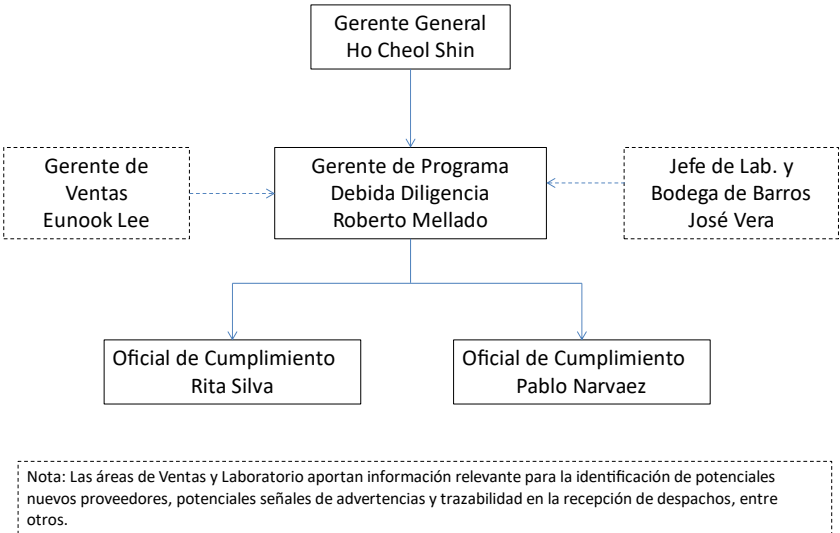 Gerente General
Ho Cheol Shin
Gerente de
Ventas
Eunook Lee
Gerente de Programa
Debida Diligencia
Roberto Mellado
Jefe de Lab. y
Bodega de Barros
José Vera
Oficial de Cumplimiento
Rita Silva
Oficial de Cumplimiento
Pablo Narvaez
Nota: Las áreas de Ventas y Laboratorio aportan información relevante para la identificación de potenciales
nuevos proveedores, potenciales señales de advertencias y trazabilidad en la recepción de despachos, entre
otros.